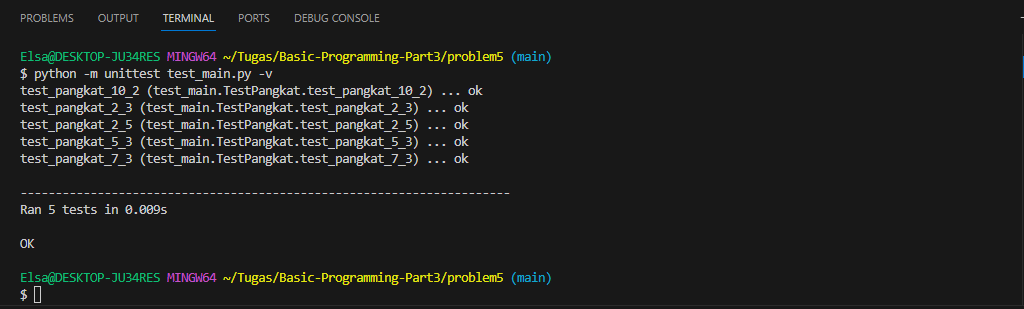 PROBLEMS OUTPUT TERMINAL PORTS DEBUG CONSOLE
Elsa@DESKTOP-JU34RES MINGW64 ~/Tugas/Basic-Programming-Part3/problem5 (main)
$ python -m unittest test_main.py -v
test_pangkat_10_2 (test_main.TestPangkat.test_pangkat_10_2) ... ok
test_pangkat_2_3 (test_main.TestPangkat.test_pangkat_2_3) ... ok
test_pangkat_2_5 (test_main.TestPangkat.test_pangkat_2_5) ... ok
test_pangkat_5_3 (test_main.TestPangkat.test_pangkat_5_3) ... ok
test_pangkat_7_3 (test_main.TestPangkat.test_pangkat_7_3) ... ok
----------------------------------------------------------------------
Ran 5 tests in 0.009s
OK
Elsa@DESKTOP-JU34RES MINGW64 ~/Tugas/Basic-Programming-Part3/problem5 (main)
$